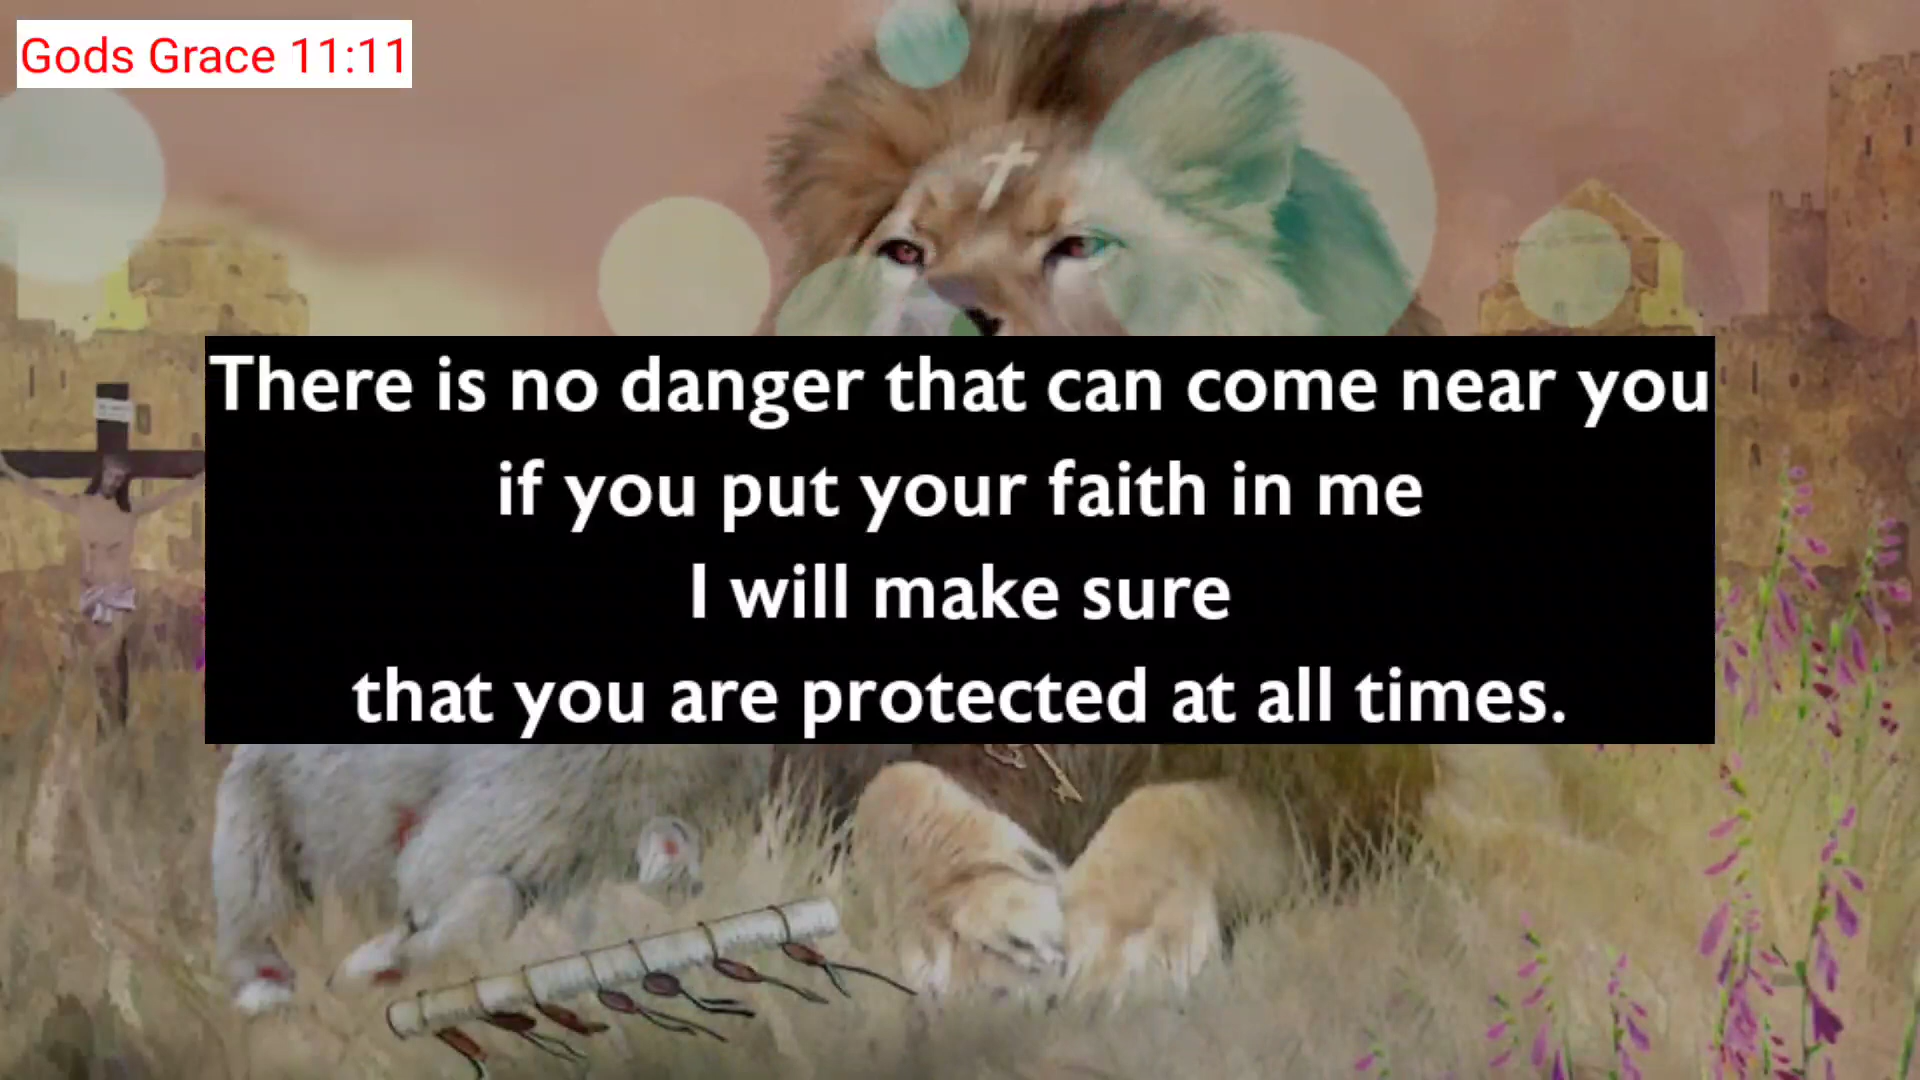 Gods Grace 11:11
There is no danger that can come near you
if you put your faith in me
I will make sure
that you are protected at all times.